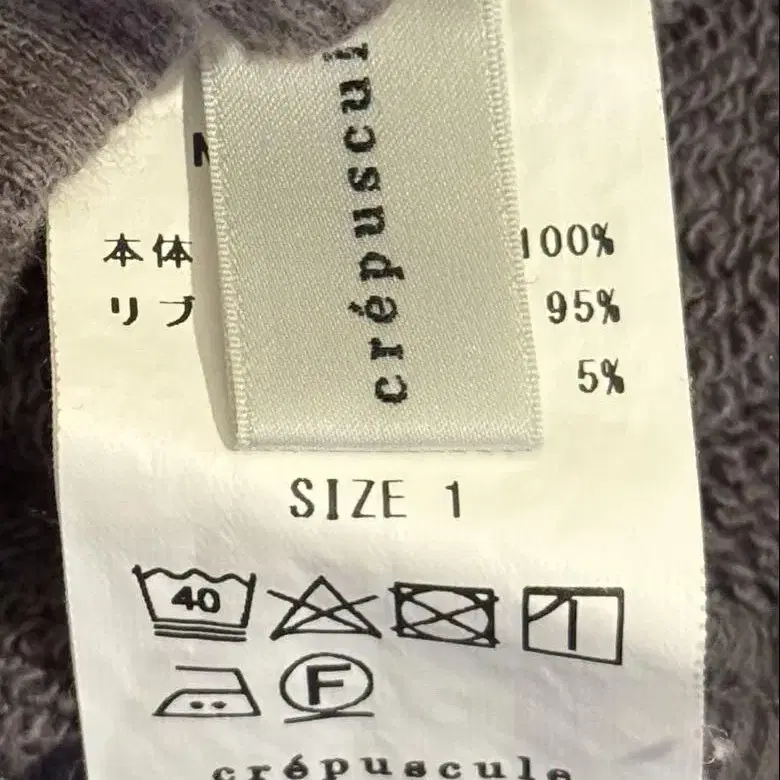 crépuscul
本体 100%
リブ 95%
5%
SIZE 1
40
F
crépuscule